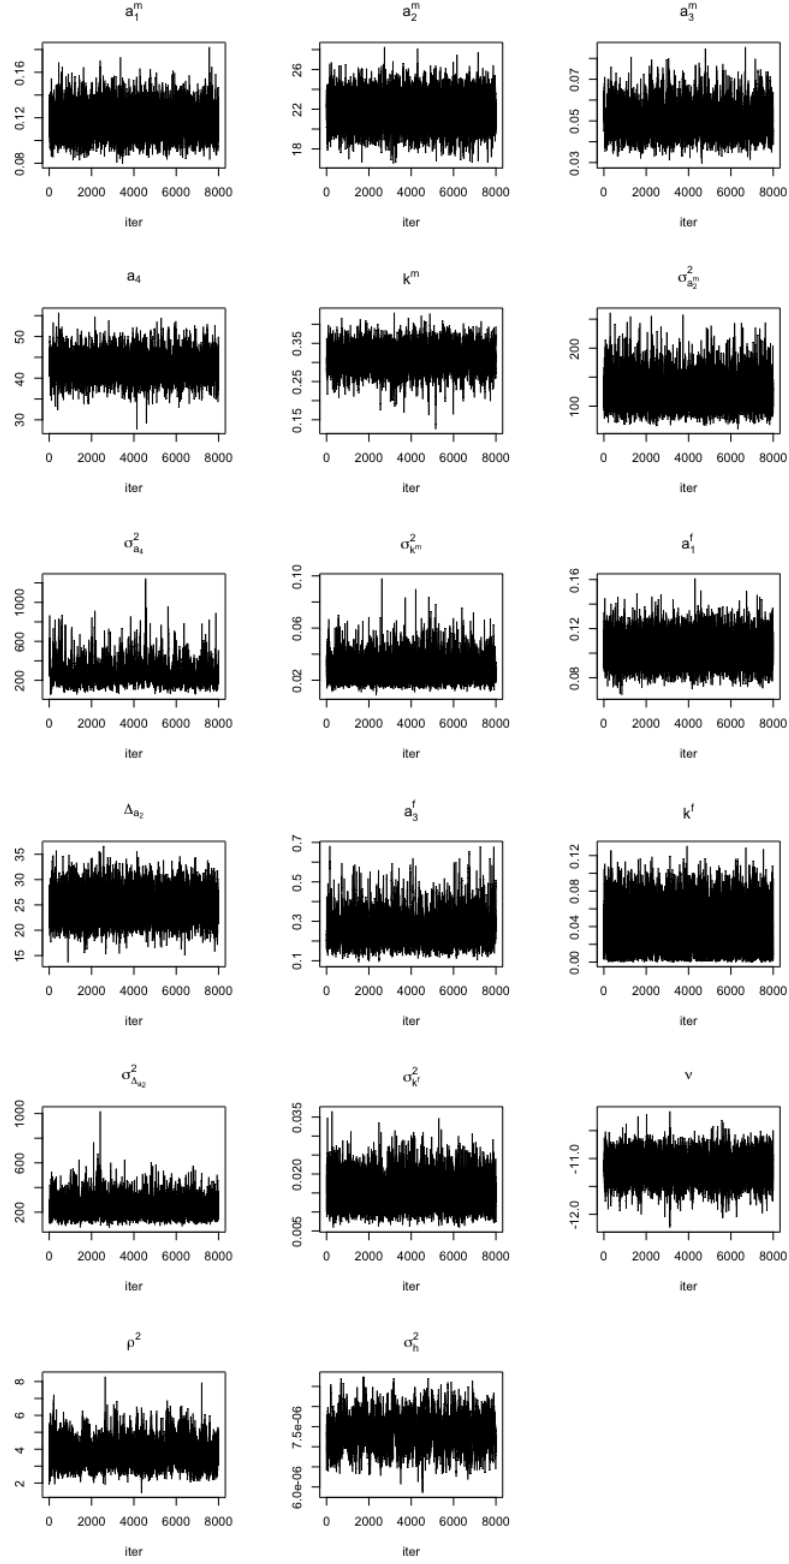 a₁ᵐ a₂ᵐ a₃ᵐ
0.16 0.12 0.08 26 22 18 0.07 0.05 0.03
0 2000 4000 6000 8000 0 2000 4000 6000 8000 0 2000 4000 6000 8000
iter iter iter
a₄ kᵐ σ²_{a₂ᵐ}
50 40 30 0.35 0.25 0.15 200 100
0 2000 4000 6000 8000 0 2000 4000 6000 8000 0 2000 4000 6000 8000
iter iter iter
σ²_{a₄} σ²_{kᵐ} a₁ᶠ
1000 600 200 0.10 0.06 0.02 0.16 0.12 0.08
0 2000 4000 6000 8000 0 2000 4000 6000 8000 0 2000 4000 6000 8000
iter iter iter
Δ_{a₂} a₃ᶠ kᶠ
35 30 25 20 15 0.7 0.5 0.3 0.1 0.12 0.08 0.04 0.00
0 2000 4000 6000 8000 0 2000 4000 6000 8000 0 2000 4000 6000 8000
iter iter iter
σ²_{Δ_{a₂}} σ²_{kᶠ} ν
1000 600 200 0.035 0.020 0.005 -11.0 -12.0
0 2000 4000 6000 8000 0 2000 4000 6000 8000 0 2000 4000 6000 8000
iter iter iter
ρ² σ²_h
8 6 4 2 7.5e-06 6.0e-06
0 2000 4000 6000 8000 0 2000 4000 6000 8000
iter iter